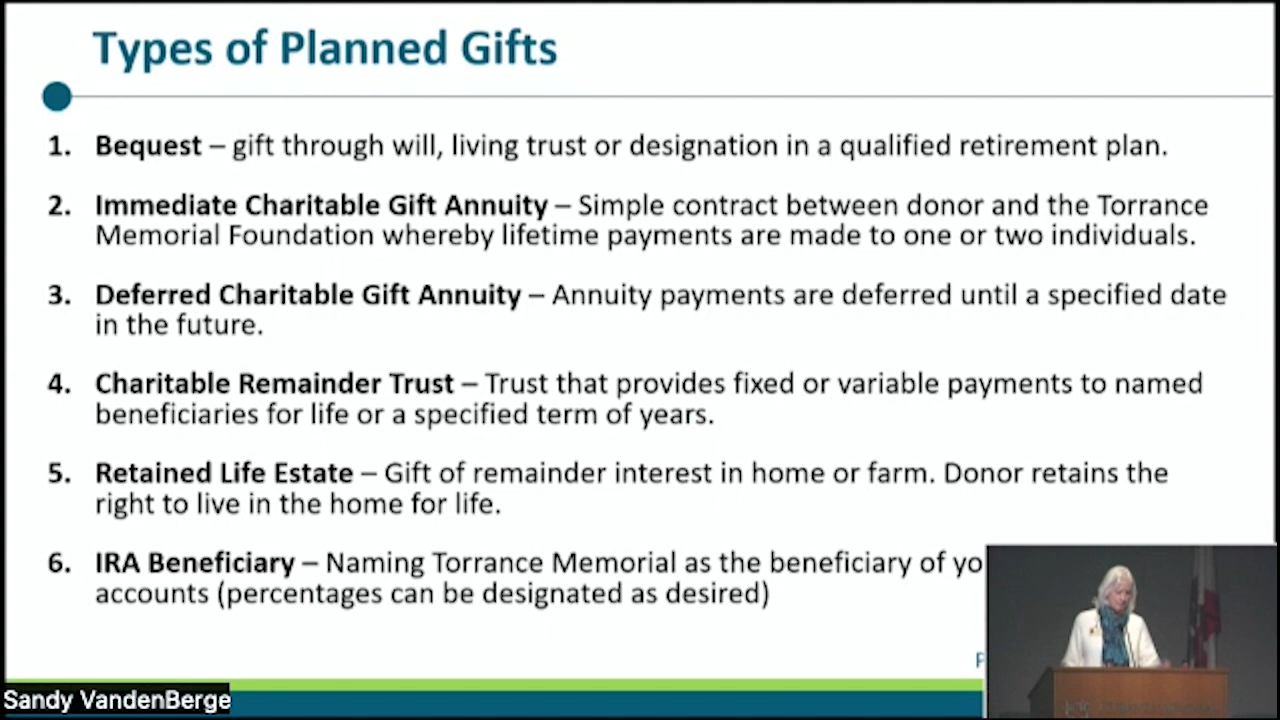 Types of Planned Gifts
1. Bequest – gift through will, living trust or designation in a qualified retirement plan.
2. Immediate Charitable Gift Annuity – Simple contract between donor and the Torrance
Memorial Foundation whereby lifetime payments are made to one or two individuals.
3. Deferred Charitable Gift Annuity – Annuity payments are deferred until a specified date
in the future.
4. Charitable Remainder Trust – Trust that provides fixed or variable payments to named
beneficiaries for life or a specified term of years.
5. Retained Life Estate – Gift of remainder interest in home or farm. Donor retains the
right to live in the home for life.
6. IRA Beneficiary – Naming Torrance Memorial as the beneficiary of
accounts (percentages can be designated as desired)
Sandy VandenBerge